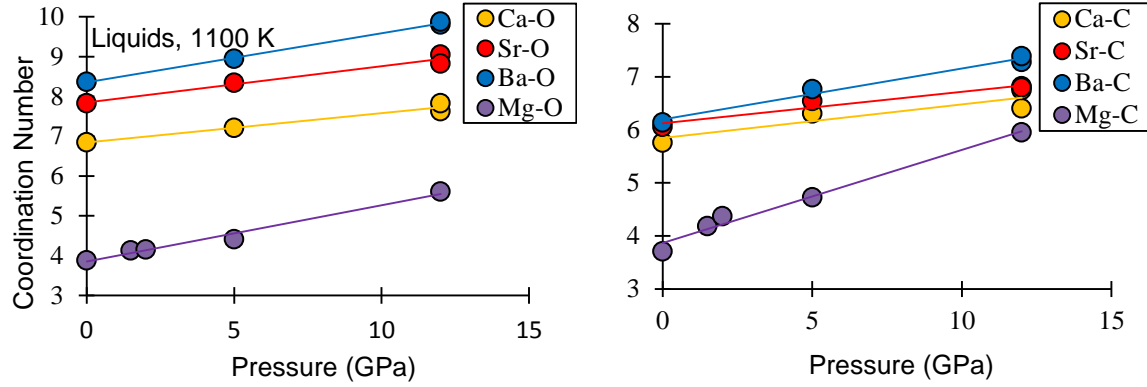 Liquids, 1100 K
Coordination Number
10
9
8
7
6
5
4
3
0
5
10
15
Pressure (GPa)
Ca-O
Sr-O
Ba-O
Mg-O
8
7
6
5
4
3
0
5
10
15
Pressure (GPa)
Ca-C
Sr-C
Ba-C
Mg-C